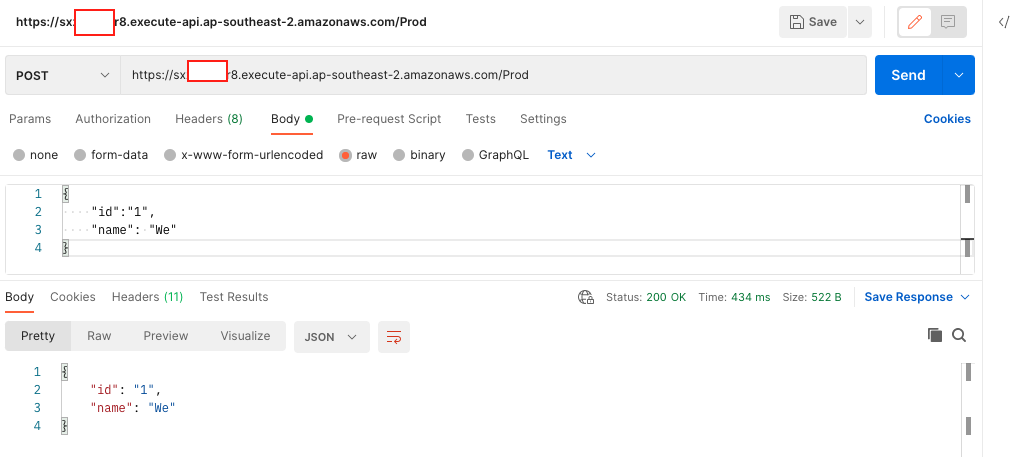 https://sx r8.execute-api.ap-southeast-2.amazonaws.com/Prod Save </
POST https://sx r8.execute-api.ap-southeast-2.amazonaws.com/Prod Send
Params Authorization Headers (8) Body Pre-request Script Tests Settings Cookies
none form-data x-www-form-urlencoded raw binary GraphQL Text
1 {
2 "id":"1",
3 "name": "We"
4 }
Body Cookies Headers (11) Test Results Status: 200 OK Time: 434 ms Size: 522 B Save Response
Pretty Raw Preview Visualize JSON
1 {
2 "id": "1",
3 "name": "We"
4 }